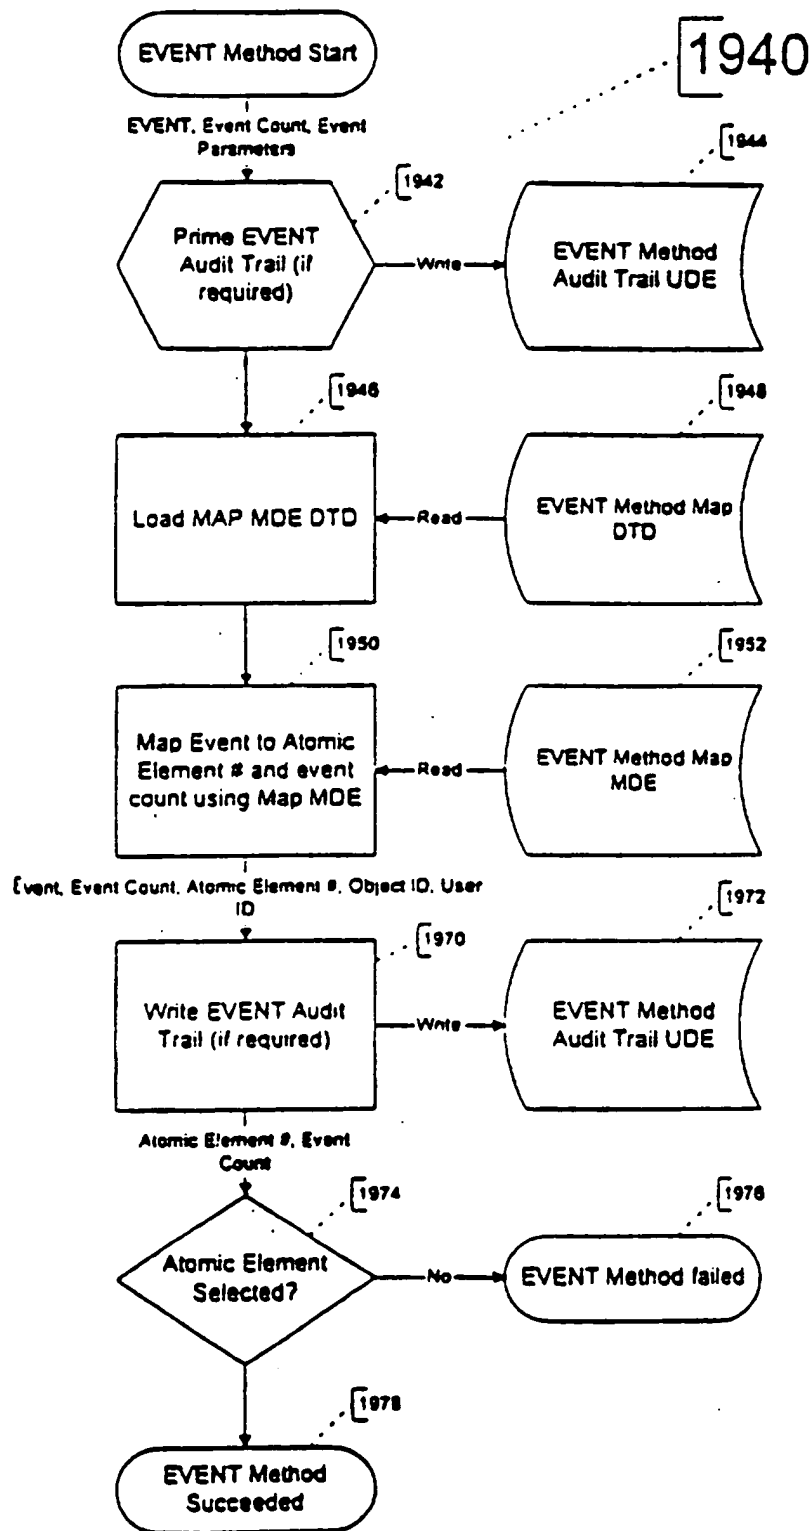 EVENT Method Start
1940
EVENT, Event Count, Event
Parameters
1942
1944
Prime EVENT
Audit Trail (if
required)
Write
EVENT Method
Audit Trail UDE
1946
1948
Load MAP MDE DTD
Read
EVENT Method Map
DTD
1950
1952
Map Event to Atomic
Element # and event
count using Map MDE
Read
EVENT Method Map
MDE
Event, Event Count, Atomic Element #, Object ID, User
ID
1970
1972
Write EVENT Audit
Trail (if required)
Write
EVENT Method
Audit Trail UDE
Atomic Element #, Event
Count
1974
1976
Atomic Element
Selected?
No
EVENT Method failed
1978
EVENT Method
Succeeded